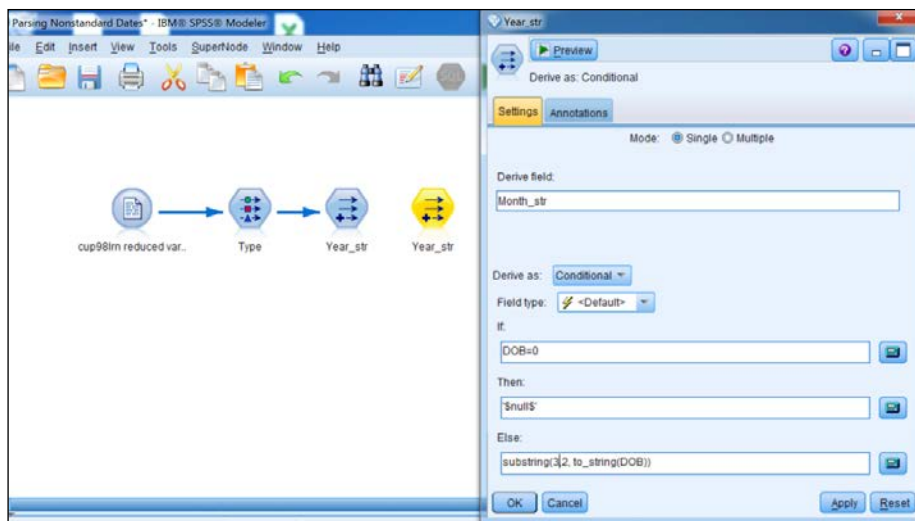 Parsing Nonstandard Dates* - IBM® SPSS® Modeler
ile Edit Insert View Tools SuperNode Window Help
cup98lrn reduced var...
Type
Year_str
Year_str
Year_str
Preview
Derive as: Conditional
Settings Annotations
Mode: Single Multiple
Derive field:
Month_str
Derive as: Conditional
Field type: <Default>
If:
DOB=0
Then:
'$null$'
Else:
substring(3,2, to_string(DOB))
OK Cancel Apply Reset